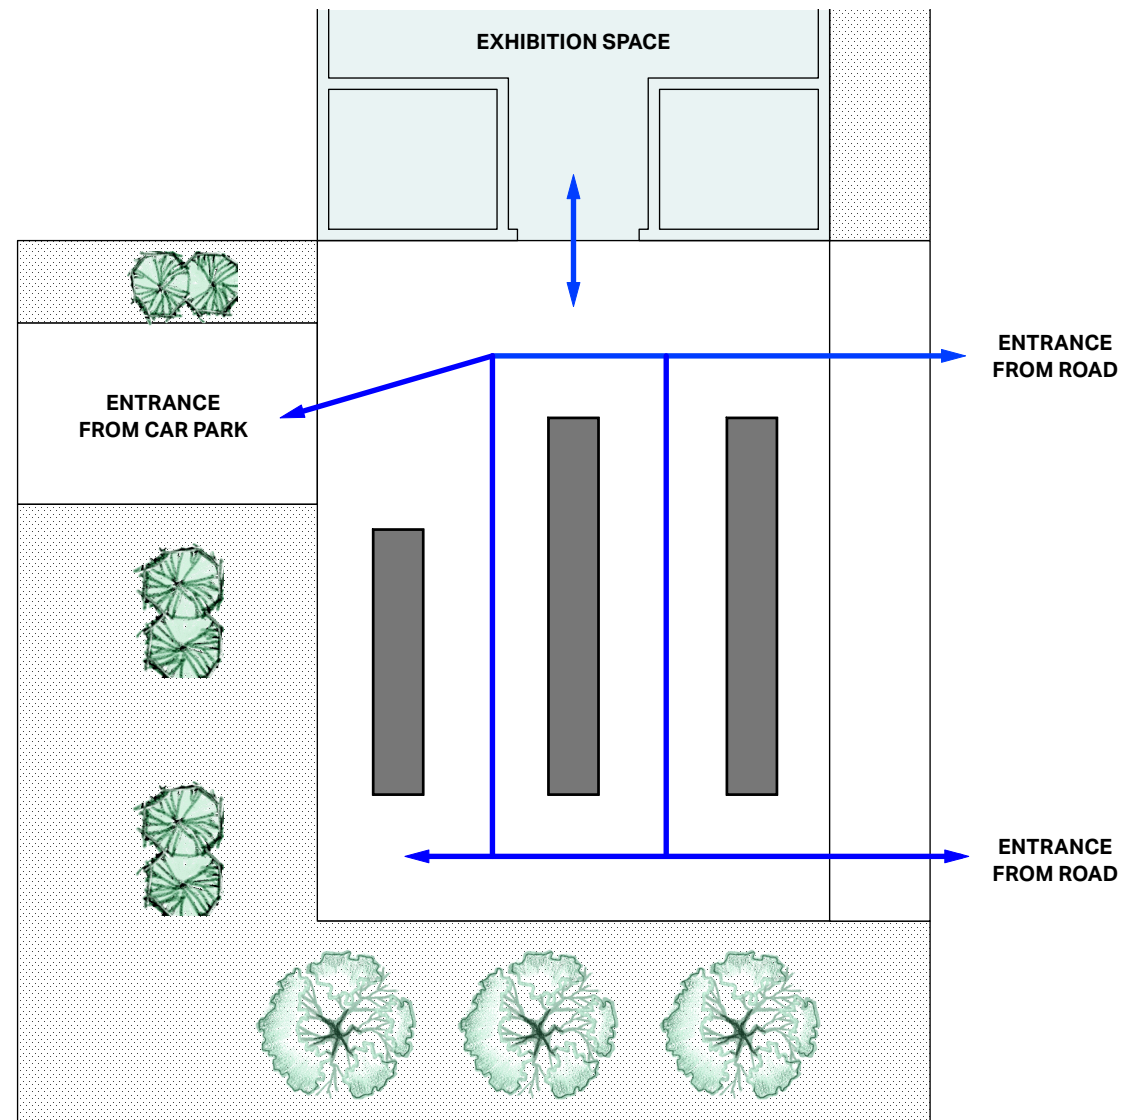 EXHIBITION SPACE
ENTRANCE
FROM ROAD
ENTRANCE
FROM CAR PARK
ENTRANCE
FROM ROAD